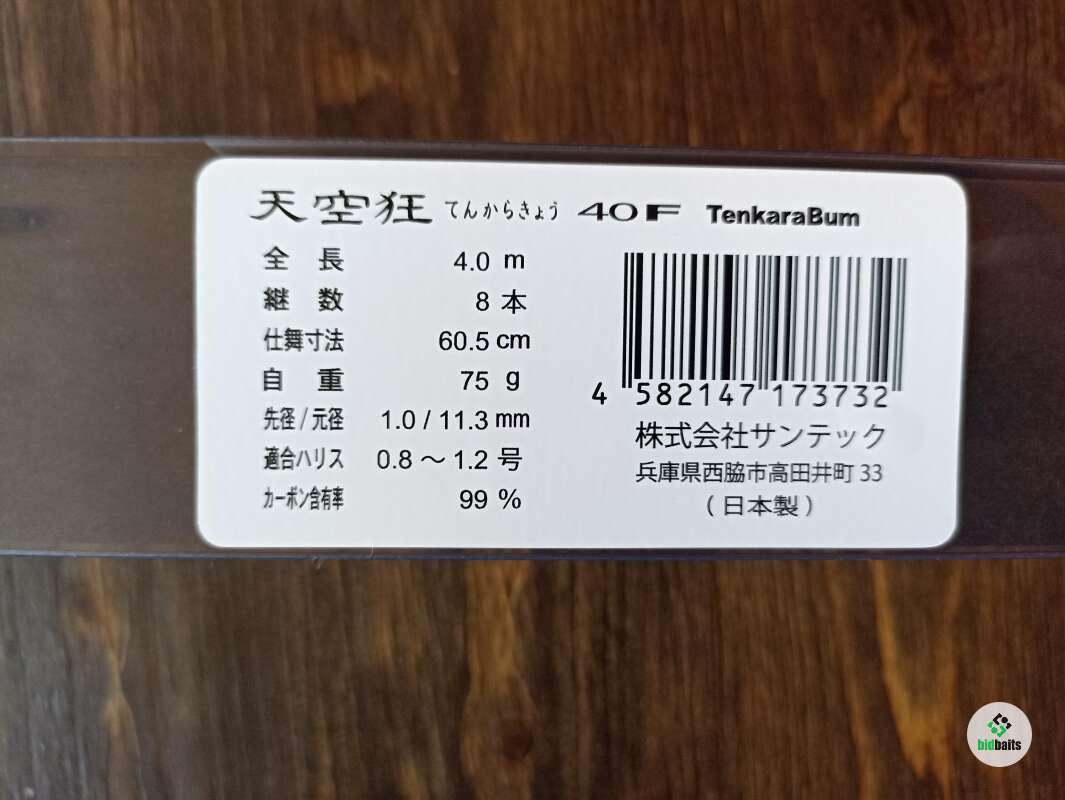 天空狂 てんからきょう 40F TenkaraBum
全長 4.0 m
継数 8 本
仕舞寸法 60.5 cm
自重 75 g
先径/元径 1.0 / 11.3 mm
適合ハリス 0.8 ～ 1.2 号
カーボン含有率 99 %
4 582147 173732
株式会社サンテック
兵庫県西脇市高田井町 33
(日本製)
bidbaits